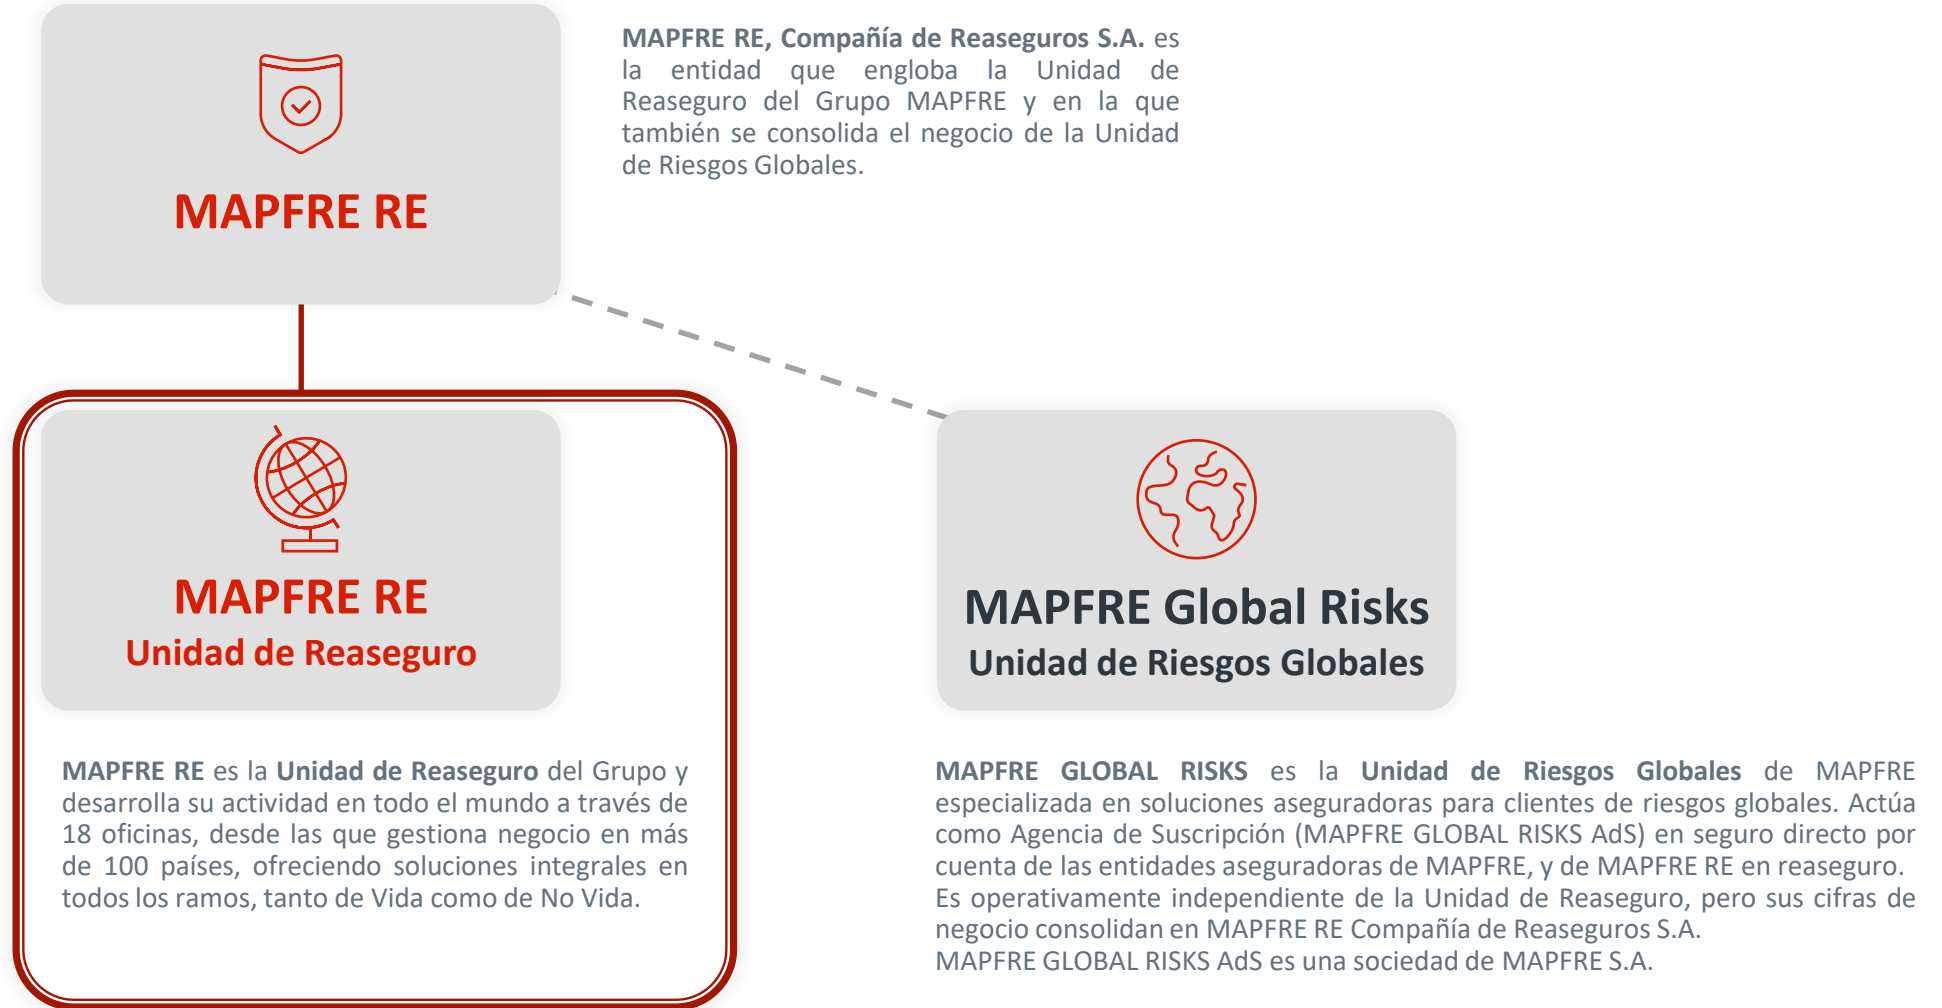 MAPFRE RE
MAPFRE RE, Compañía de Reaseguros S.A. es
la entidad que engloba la Unidad de
Reaseguro del Grupo MAPFRE y en la que
también se consolida el negocio de la Unidad
de Riesgos Globales.
MAPFRE RE
Unidad de Reaseguro
MAPFRE RE es la Unidad de Reaseguro del Grupo y
desarrolla su actividad en todo el mundo a través de
18 oficinas, desde las que gestiona negocio en más
de 100 países, ofreciendo soluciones integrales en
todos los ramos, tanto de Vida como de No Vida.
MAPFRE Global Risks
Unidad de Riesgos Globales
MAPFRE GLOBAL RISKS es la Unidad de Riesgos Globales de MAPFRE
especializada en soluciones aseguradoras para clientes de riesgos globales. Actúa
como Agencia de Suscripción (MAPFRE GLOBAL RISKS AdS) en seguro directo por
cuenta de las entidades aseguradoras de MAPFRE, y de MAPFRE RE en reaseguro.
Es operativamente independiente de la Unidad de Reaseguro, pero sus cifras de
negocio consolidan en MAPFRE RE Compañía de Reaseguros S.A.
MAPFRE GLOBAL RISKS AdS es una sociedad de MAPFRE S.A.